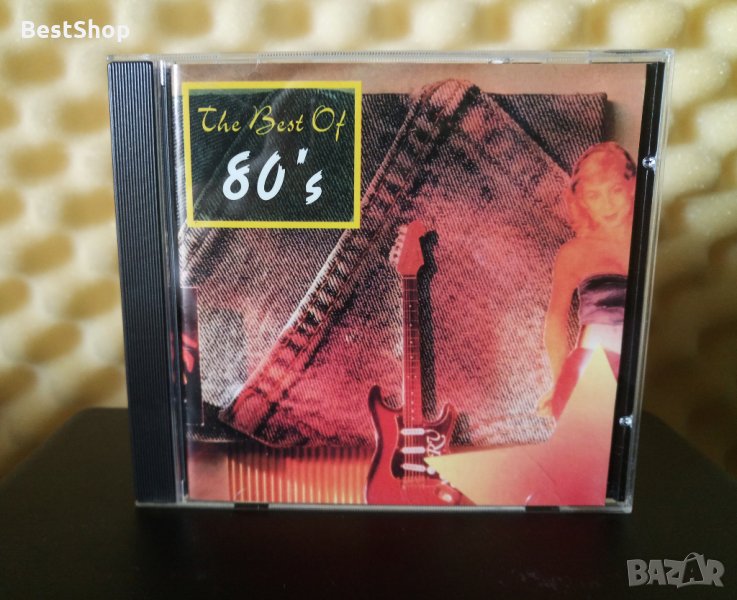 BestShop
The Best Of
80"s
BAZAR